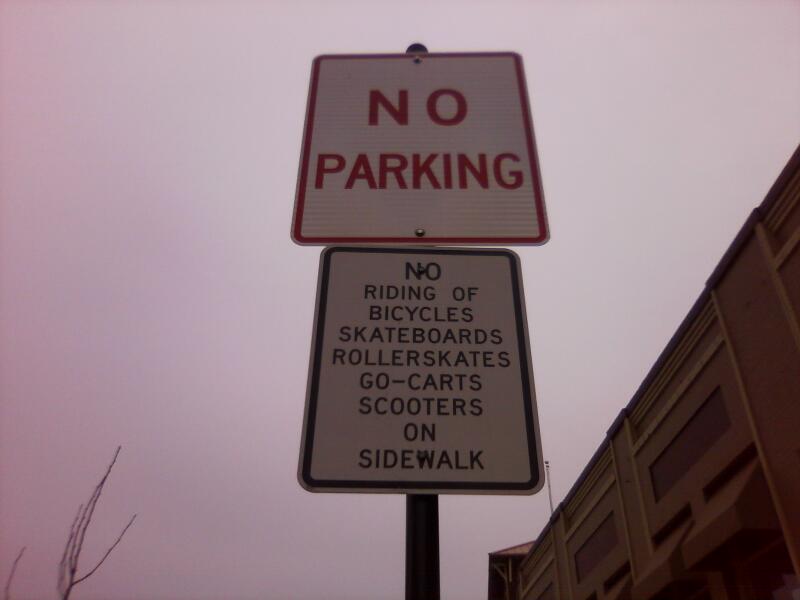 NO
PARKING
NO
RIDING OF
BICYCLES
SKATEBOARDS
ROLLERSKATES
GO-CARTS
SCOOTERS
ON
SIDEWALK